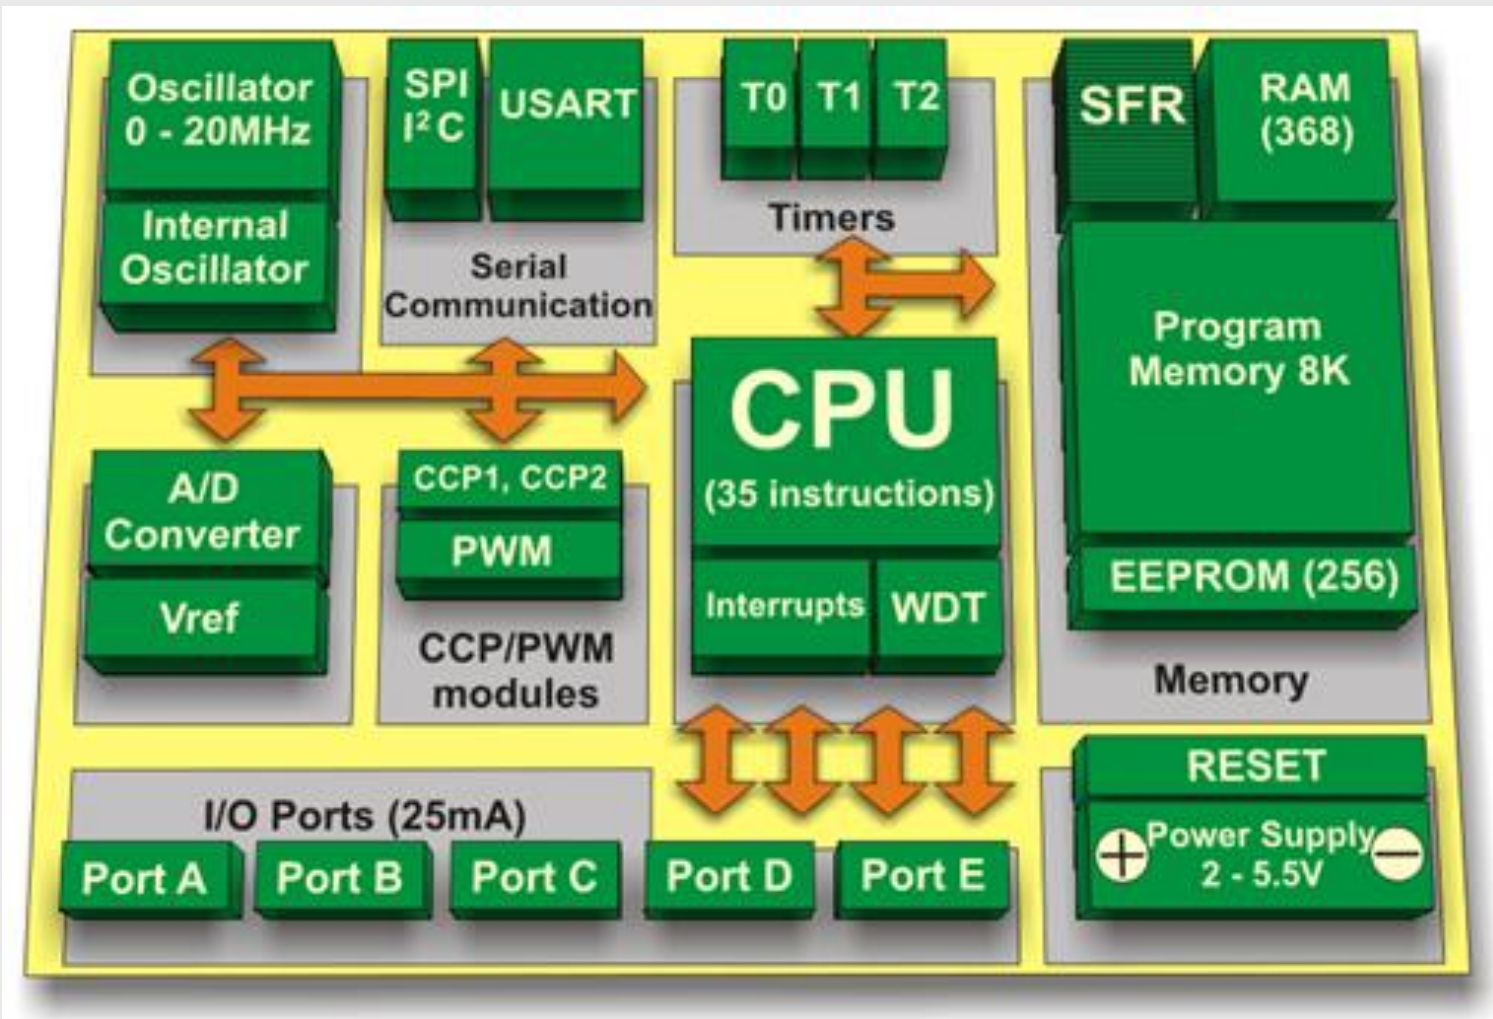 Oscillator
0 - 20MHz
Internal
Oscillator
SPI
I²C
USART
Serial
Communication
T0
T1
T2
Timers
SFR
RAM
(368)
Program
Memory 8K
EEPROM (256)
Memory
A/D
Converter
Vref
CCP1, CCP2
PWM
CCP/PWM
modules
CPU
(35 instructions)
Interrupts
WDT
I/O Ports (25mA)
Port A
Port B
Port C
Port D
Port E
RESET
+
Power Supply
2 - 5.5V
−